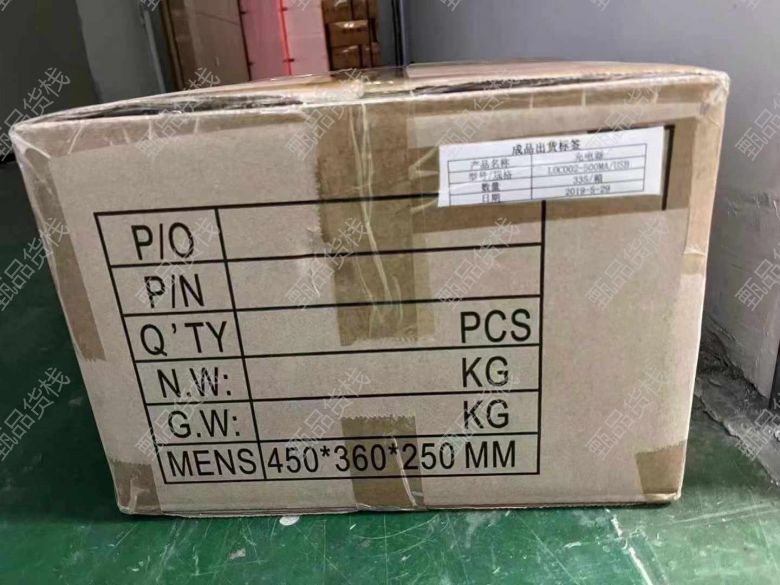 成品出货标签
产品名称 充电器
型号/规格 LOCO02-500MA/USB
数量 335/箱
日期 2019-5-29
P/O
P/N
Q'TY PCS
N.W: KG
G.W: KG
MENS 450*360*250 MM
甄品货栈